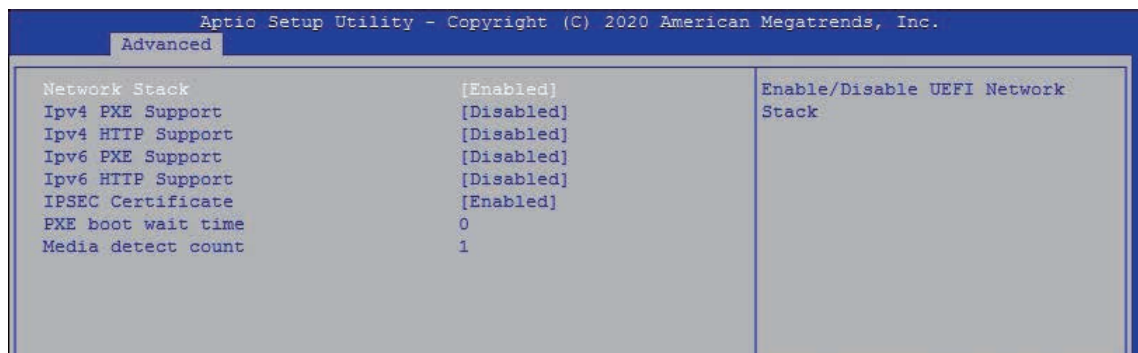 Aptio Setup Utility - Copyright (C) 2020 American Megatrends, Inc.
Advanced
Network Stack [Enabled]
Ipv4 PXE Support [Disabled]
Ipv4 HTTP Support [Disabled]
Ipv6 PXE Support [Disabled]
Ipv6 HTTP Support [Disabled]
IPSEC Certificate [Enabled]
PXE boot wait time 0
Media detect count 1
Enable/Disable UEFI Network
Stack